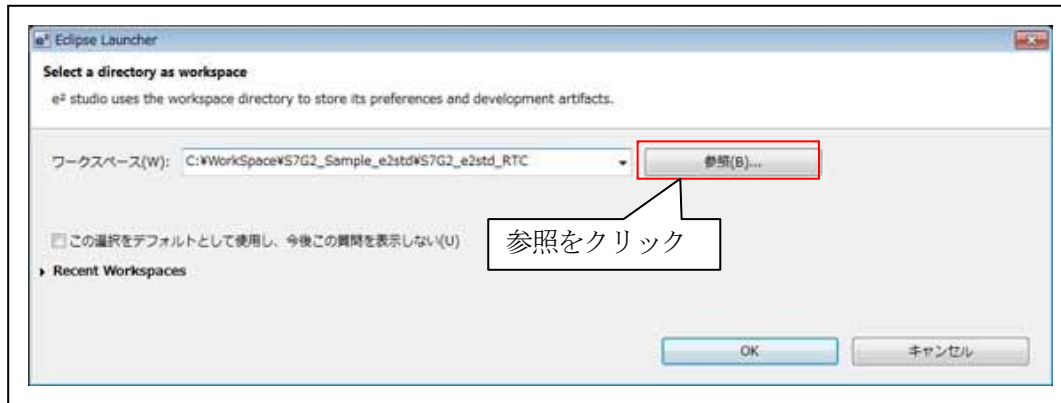 e² Eclipse Launcher
Select a directory as workspace
e² studio uses the workspace directory to store its preferences and development artifacts.
ワークスペース(W): C:¥WorkSpace¥S7G2_Sample_e2std¥S7G2_e2std_RTC 参照(B)...
参照をクリック
この選択をデフォルトとして使用し、今後この質問を表示しない(U)
Recent Workspaces
OK キャンセル